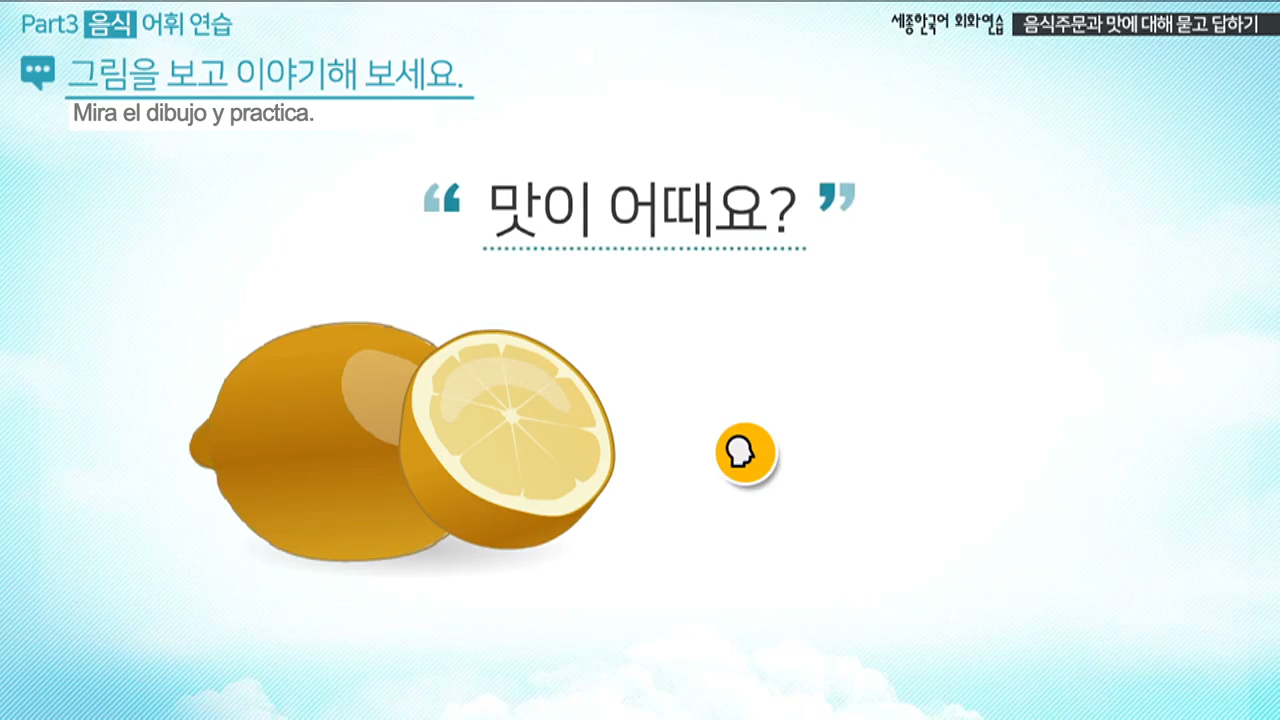 Part3 음식 어휘 연습
세종한국어 회화연습 음식주문과 맛에 대해 묻고 답하기
그림을 보고 이야기해 보세요.
Mira el dibujo y practica.
“ 맛이 어때요? ”